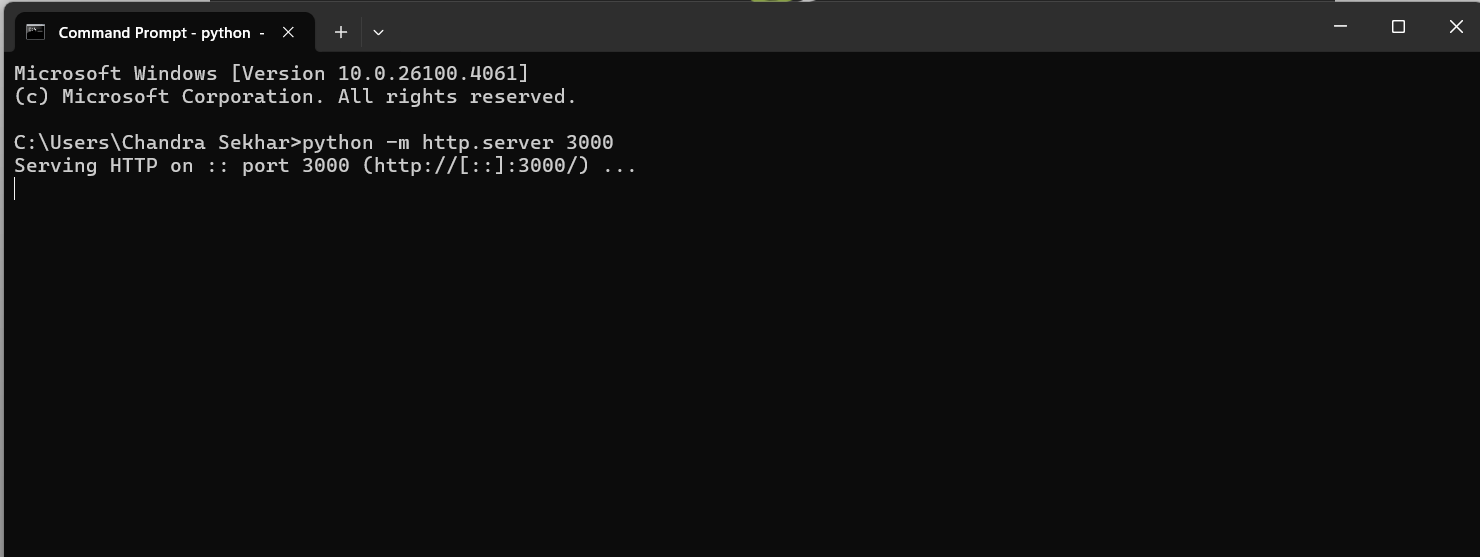 Command Prompt - python -
Microsoft Windows [Version 10.0.26100.4061]
(c) Microsoft Corporation. All rights reserved.
C:\Users\Chandra Sekhar>python -m http.server 3000
Serving HTTP on :: port 3000 (http://[::]:3000/) ...